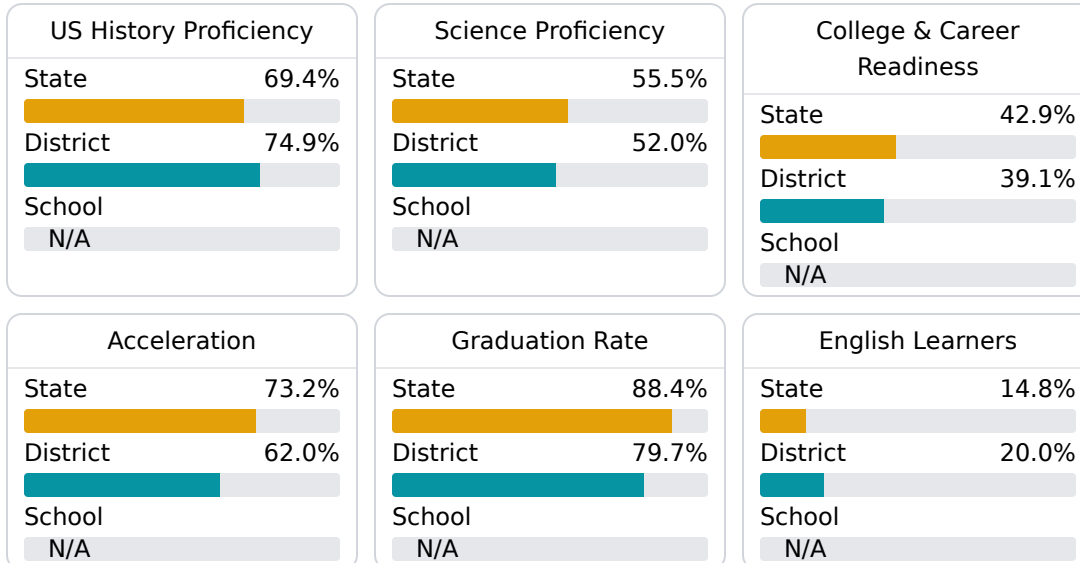 US History Proficiency
State 69.4%
District 74.9%
School
N/A
Science Proficiency
State 55.5%
District 52.0%
School
N/A
College & Career
Readiness
State 42.9%
District 39.1%
School
N/A
Acceleration
State 73.2%
District 62.0%
School
N/A
Graduation Rate
State 88.4%
District 79.7%
School
N/A
English Learners
State 14.8%
District 20.0%
School
N/A